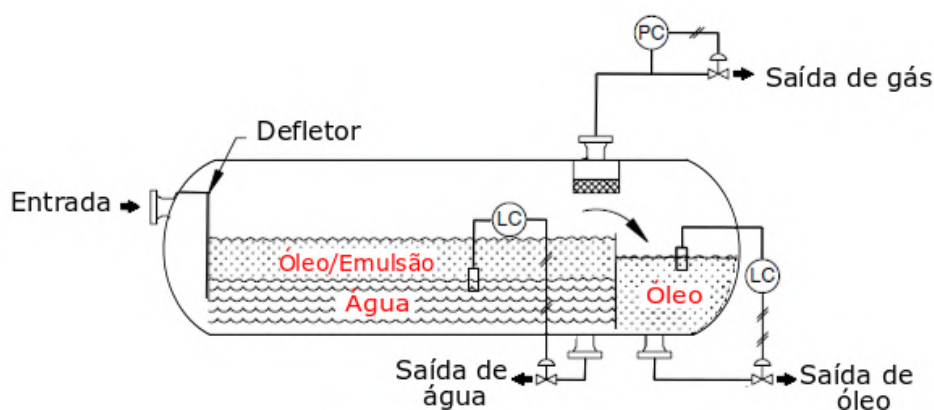 PC
Saída de gás
Defletor
Entrada
LC
Óleo/Emulsão
LC
Água
Óleo
Saída de
água
Saída de
óleo